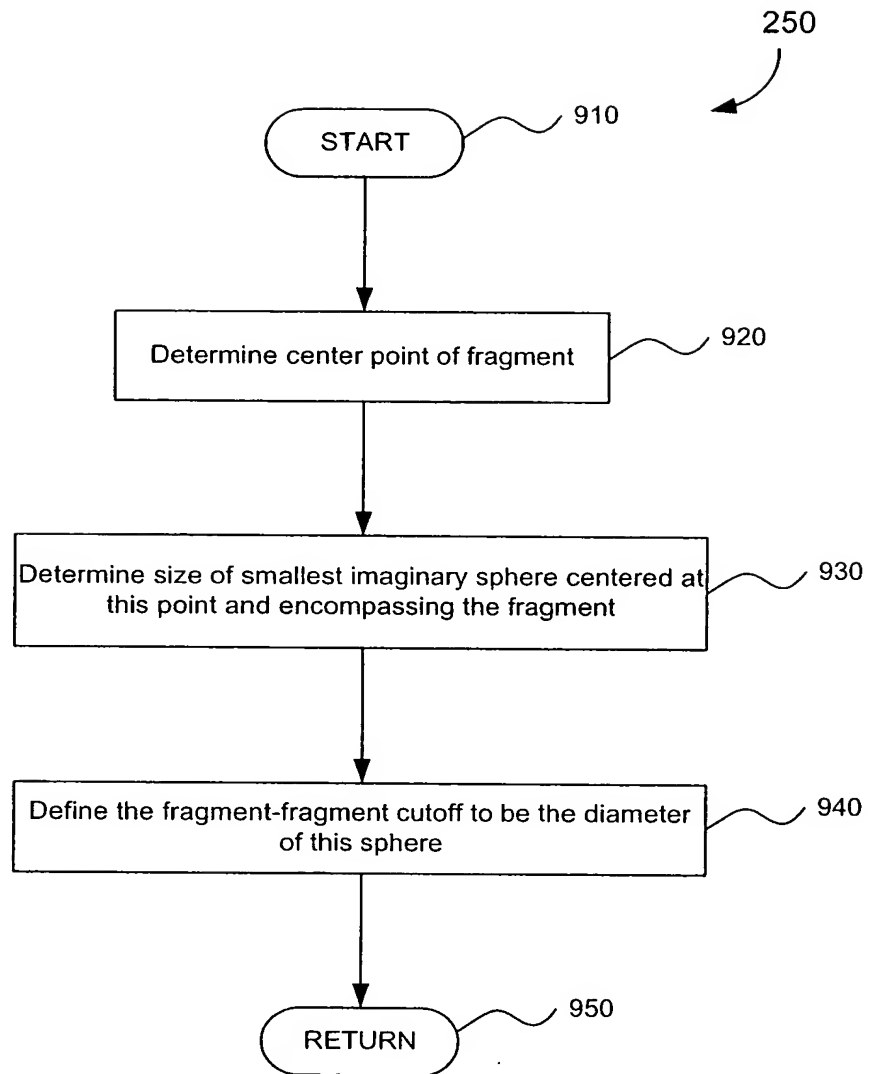 250
START
910
Determine center point of fragment
920
Determine size of smallest imaginary sphere centered at
this point and encompassing the fragment
930
Define the fragment-fragment cutoff to be the diameter
of this sphere
940
RETURN
950